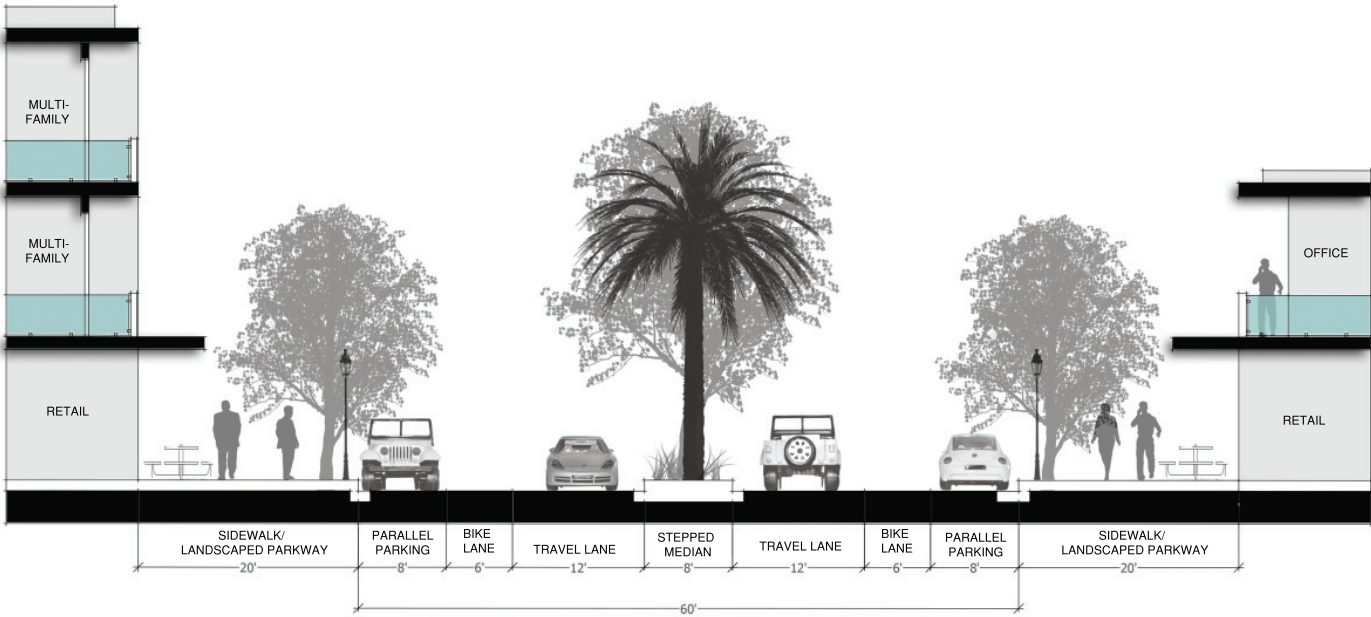 MULTI-
FAMILY
MULTI-
FAMILY
OFFICE
RETAIL
RETAIL
SIDEWALK/
LANDSCAPED PARKWAY
20'
PARALLEL
PARKING
8'
BIKE
LANE
6'
TRAVEL LANE
12'
STEPPED
MEDIAN
8'
TRAVEL LANE
12'
BIKE
LANE
6'
PARALLEL
PARKING
8'
SIDEWALK/
LANDSCAPED PARKWAY
20'
60'